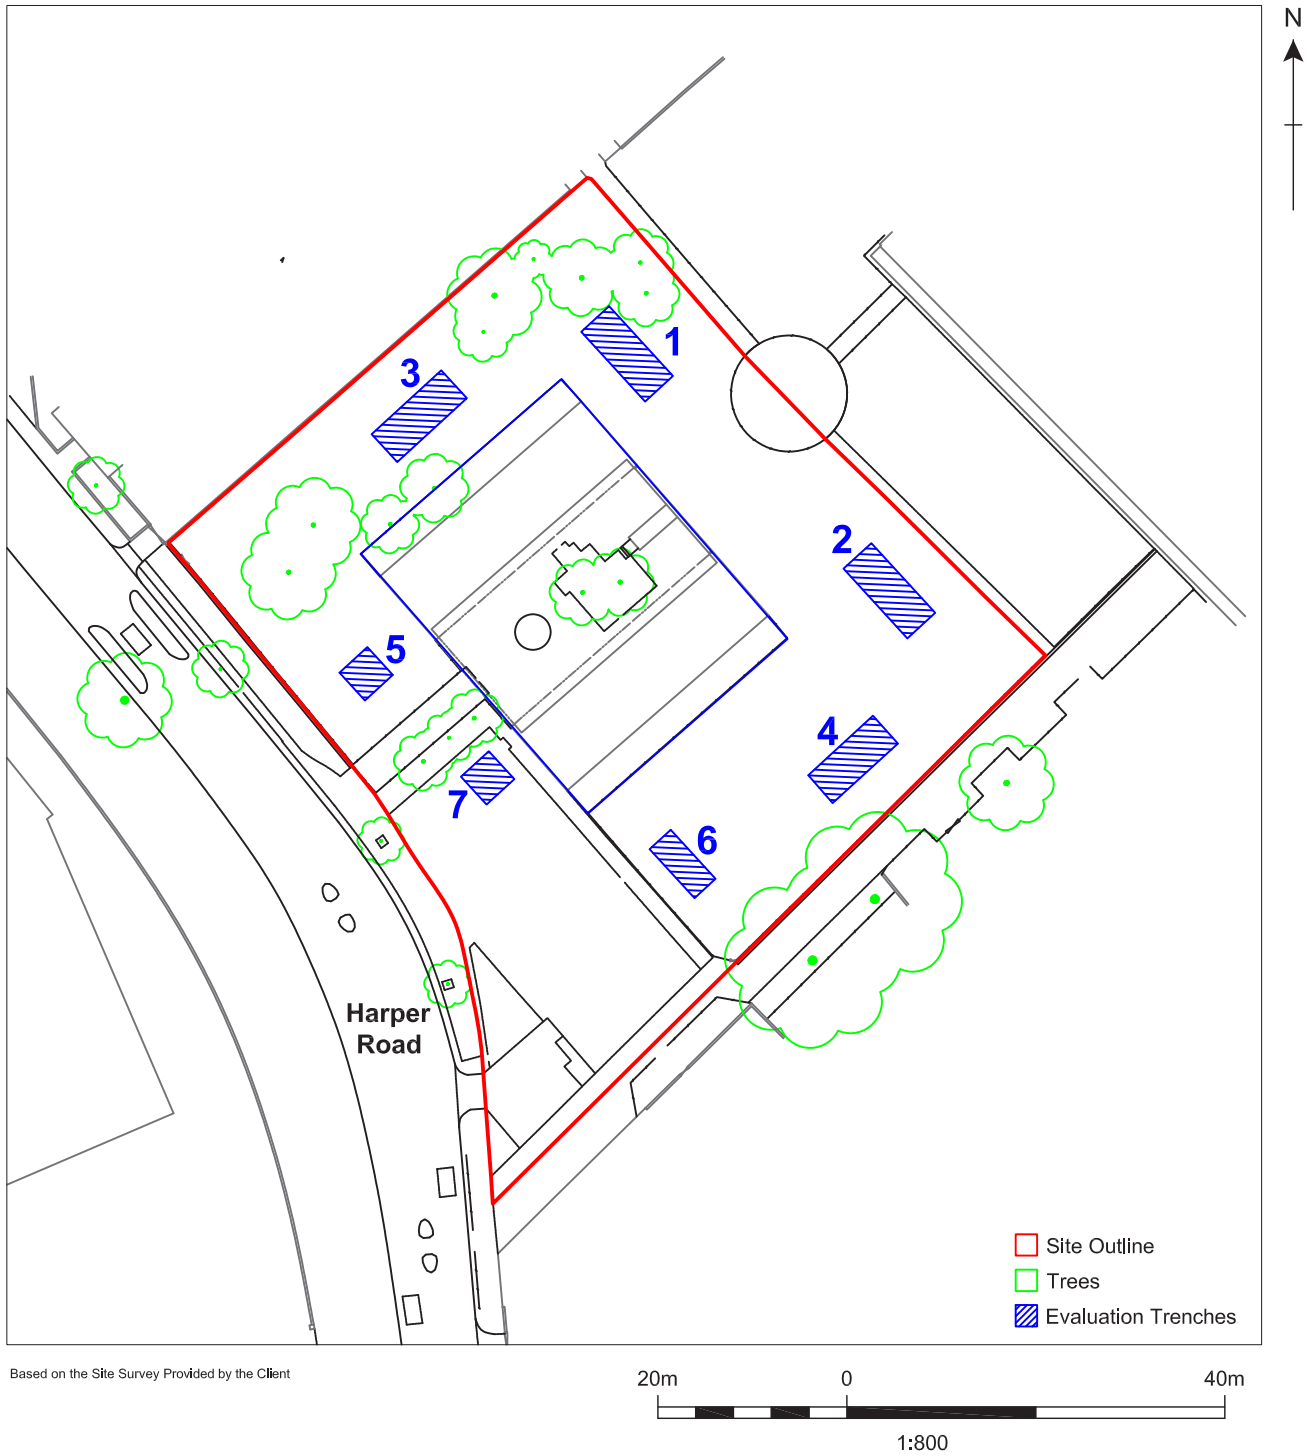 N
1
3
2
5
4
7
6
Harper
Road
Site Outline
Trees
Evaluation Trenches
Based on the Site Survey Provided by the Client
20m 0 40m
1:800